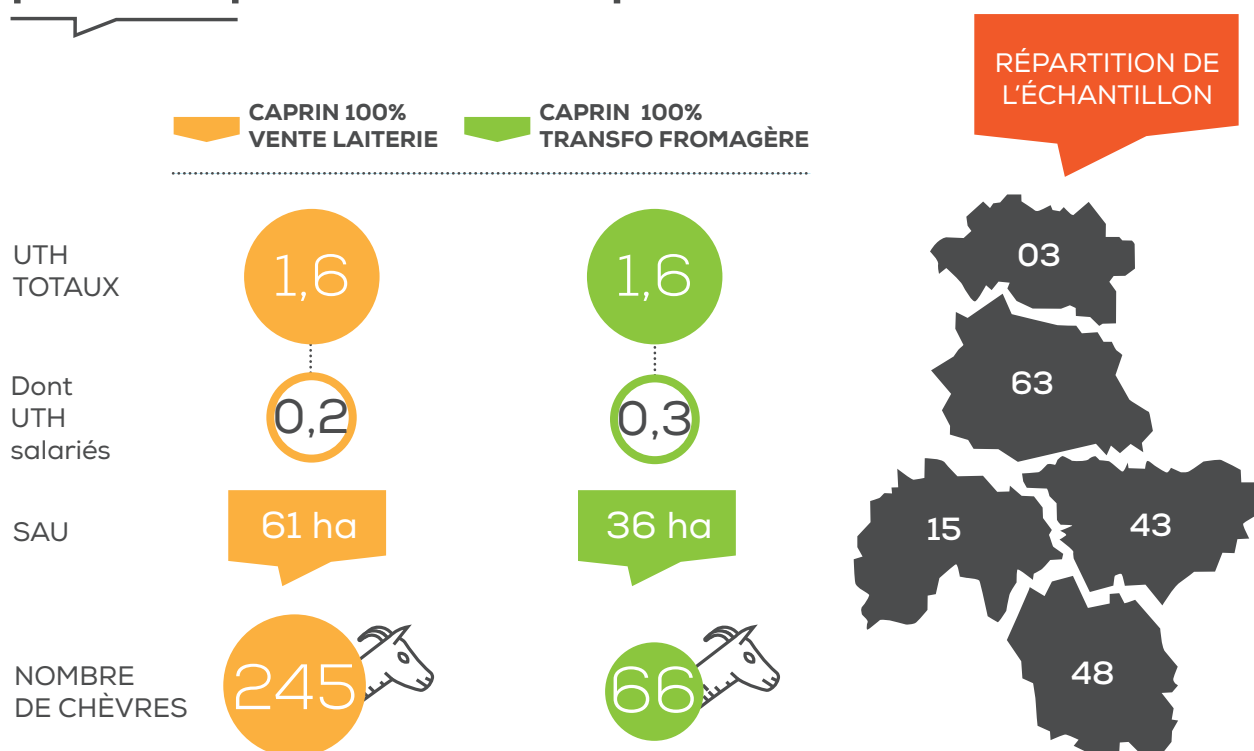 RÉPARTITION DE
L'ÉCHANTILLON
CAPRIN 100%
VENTE LAITERIE
CAPRIN 100%
TRANSFO FROMAGÈRE
UTH
TOTAUX
1,6
1,6
Dont
UTH
salariés
0,2
0,3
SAU
61 ha
36 ha
NOMBRE
DE CHÈVRES
245
66
03
63
15
43
48